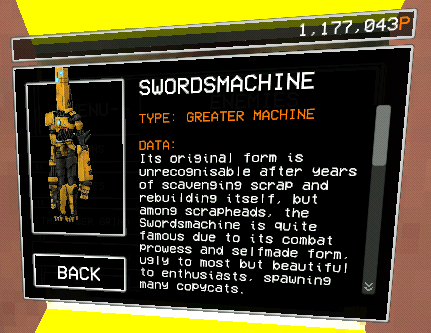 1,177,043P
SWORDSMACHINE
TYPE: GREATER MACHINE
DATA:
Its original form is
unrecognisable after years
of scavenging scrap and
rebuilding itself, but
among scrapheads, the
Swordsmachine is quite
famous due to its combat
prowess and selfmade form,
ugly to most but beautiful
to enthusiasts, spawning
many copycats.
BACK